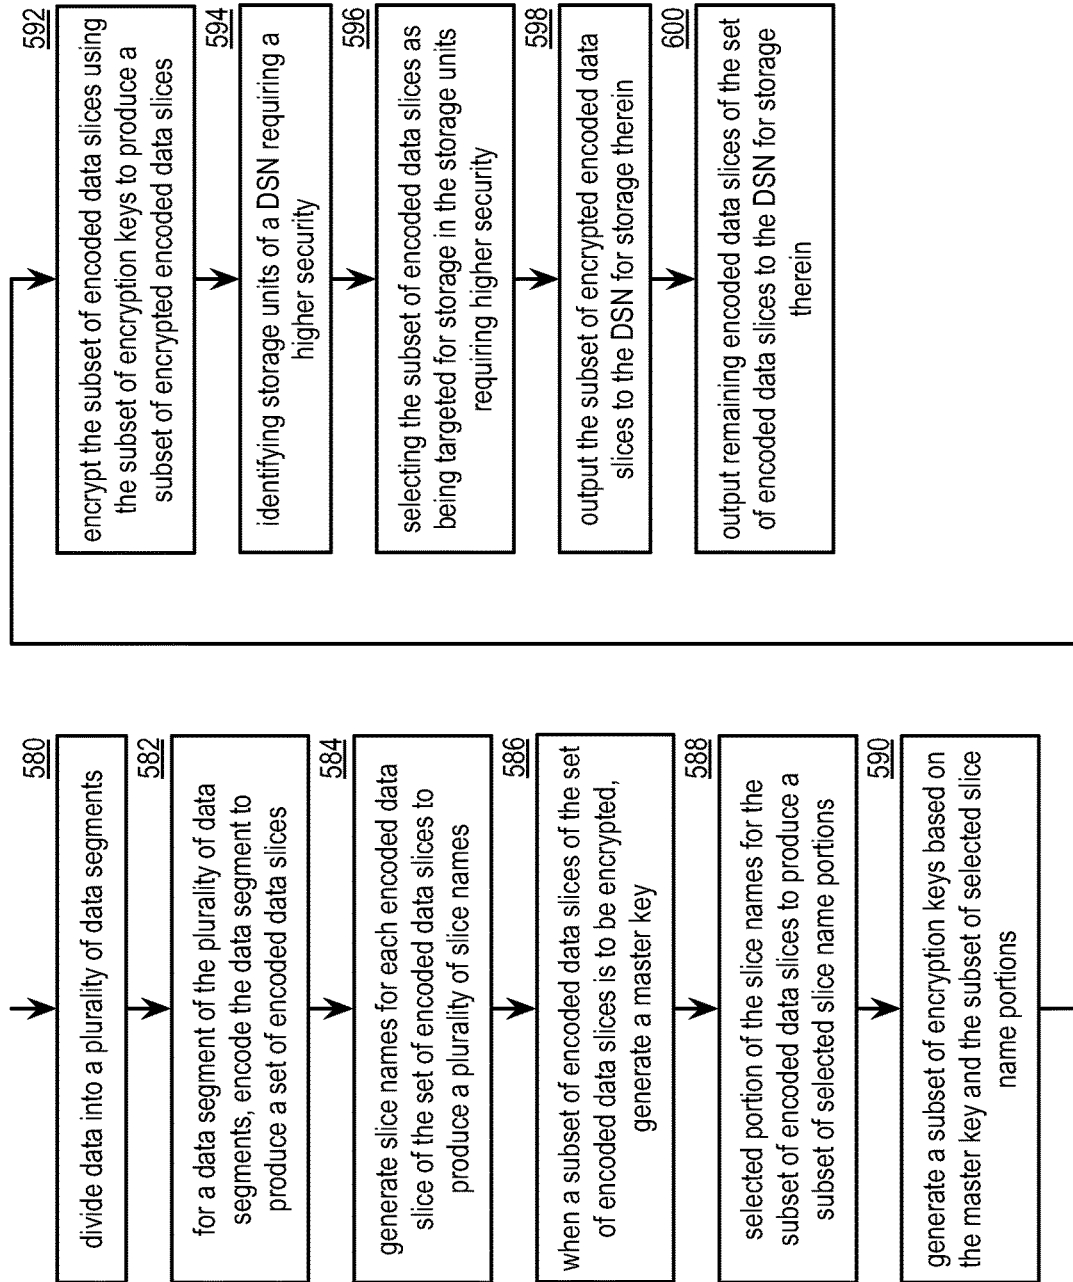 580
divide data into a plurality of data segments
582
for a data segment of the plurality of data
segments, encode the data segment to
produce a set of encoded data slices
584
generate slice names for each encoded data
slice of the set of encoded data slices to
produce a plurality of slice names
586
when a subset of encoded data slices of the set
of encoded data slices is to be encrypted,
generate a master key
588
selected portion of the slice names for the
subset of encoded data slices to produce a
subset of selected slice name portions
590
generate a subset of encryption keys based on
the master key and the subset of selected slice
name portions
592
encrypt the subset of encoded data slices using
the subset of encryption keys to produce a
subset of encrypted encoded data slices
594
identifying storage units of a DSN requiring a
higher security
596
selecting the subset of encoded data slices as
being targeted for storage in the storage units
requiring higher security
598
output the subset of encrypted encoded data
slices to the DSN for storage therein
600
output remaining encoded data slices of the set
of encoded data slices to the DSN for storage
therein